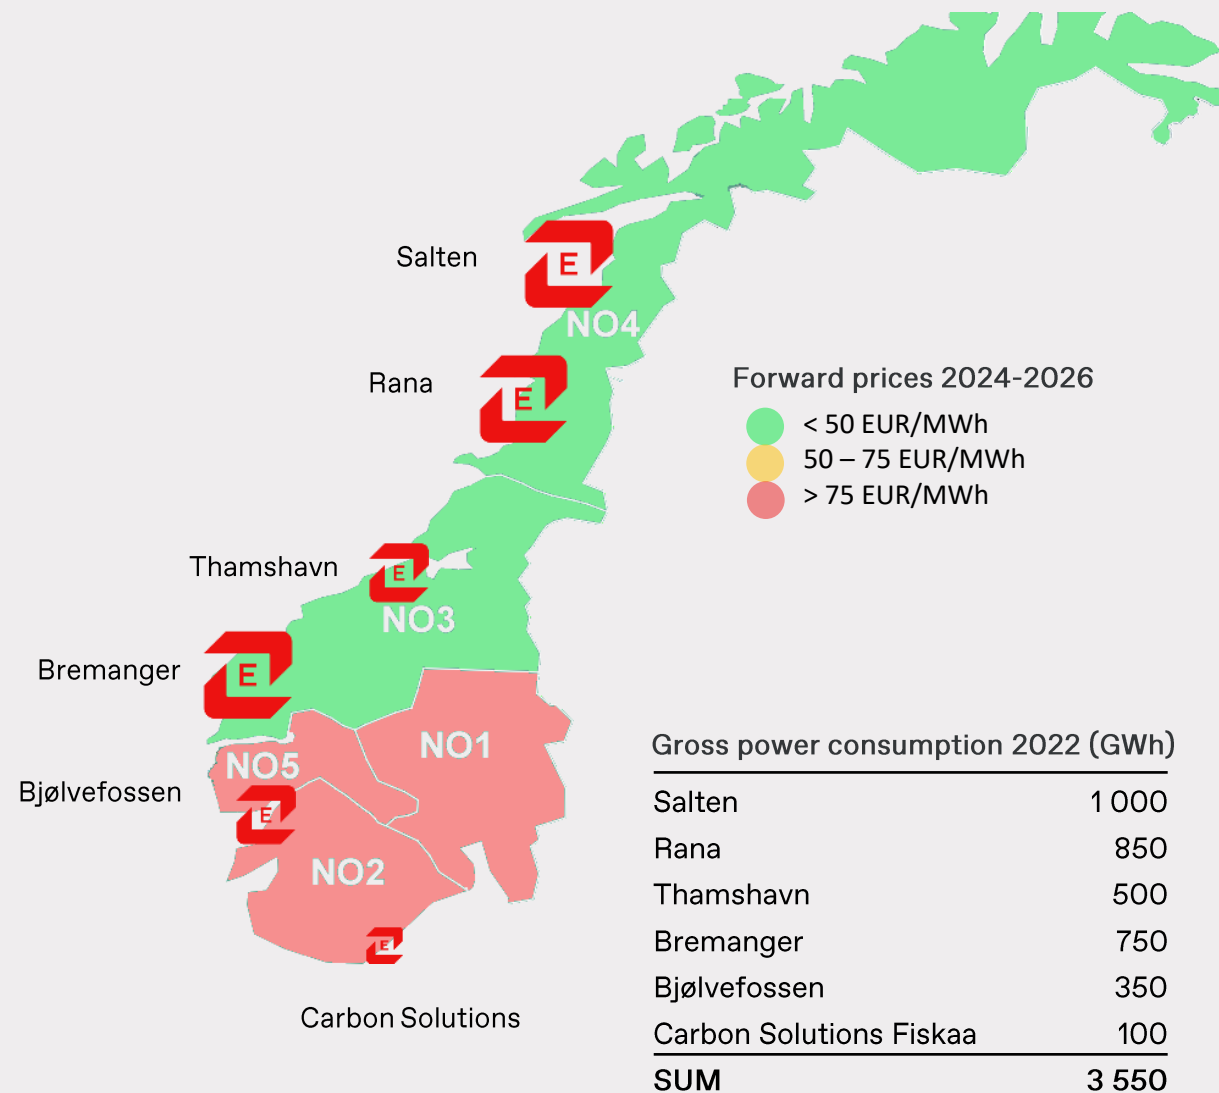 Salten
E
NO4
Rana
E
Forward prices 2024-2026
< 50 EUR/MWh
50 – 75 EUR/MWh
> 75 EUR/MWh
Thamshavn
E
NO3
Bremanger
E
NO1
NO5
Bjølvefossen
E
NO2
E
Carbon Solutions
Gross power consumption 2022 (GWh)
Salten 1 000
Rana 850
Thamshavn 500
Bremanger 750
Bjølvefossen 350
Carbon Solutions Fiskaa 100
SUM 3 550